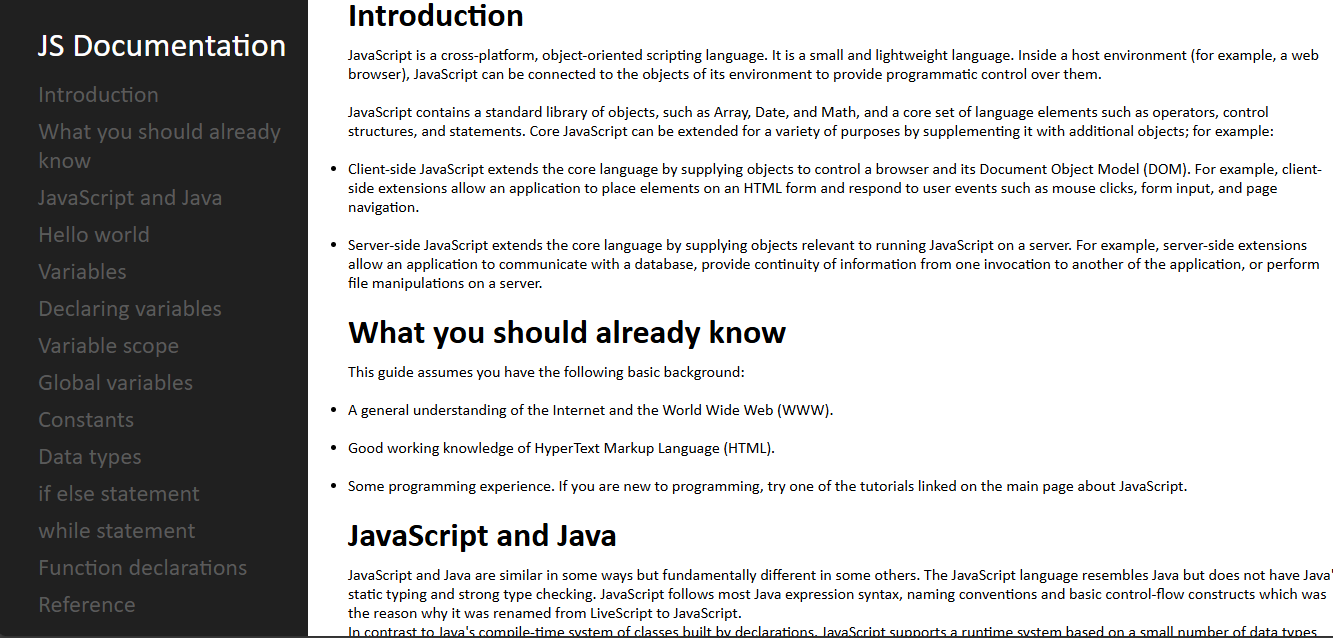 JS Documentation
Introduction
What you should already
know
JavaScript and Java
Hello world
Variables
Declaring variables
Variable scope
Global variables
Constants
Data types
if else statement
while statement
Function declarations
Reference
Introduction
JavaScript is a cross-platform, object-oriented scripting language. It is a small and lightweight language. Inside a host environment (for example, a web
browser), JavaScript can be connected to the objects of its environment to provide programmatic control over them.
JavaScript contains a standard library of objects, such as Array, Date, and Math, and a core set of language elements such as operators, control
structures, and statements. Core JavaScript can be extended for a variety of purposes by supplementing it with additional objects; for example:
• Client-side JavaScript extends the core language by supplying objects to control a browser and its Document Object Model (DOM). For example, client-
side extensions allow an application to place elements on an HTML form and respond to user events such as mouse clicks, form input, and page
navigation.
• Server-side JavaScript extends the core language by supplying objects relevant to running JavaScript on a server. For example, server-side extensions
allow an application to communicate with a database, provide continuity of information from one invocation to another of the application, or perform
file manipulations on a server.
What you should already know
This guide assumes you have the following basic background:
• A general understanding of the Internet and the World Wide Web (WWW).
• Good working knowledge of HyperText Markup Language (HTML).
• Some programming experience. If you are new to programming, try one of the tutorials linked on the main page about JavaScript.
JavaScript and Java
JavaScript and Java are similar in some ways but fundamentally different in some others. The JavaScript language resembles Java but does not have Java'
static typing and strong type checking. JavaScript follows most Java expression syntax, naming conventions and basic control-flow constructs which was
the reason why it was renamed from LiveScript to JavaScript.
In contrast to Java's compile-time system of classes built by declarations, JavaScript supports a runtime system based on a small number of data types